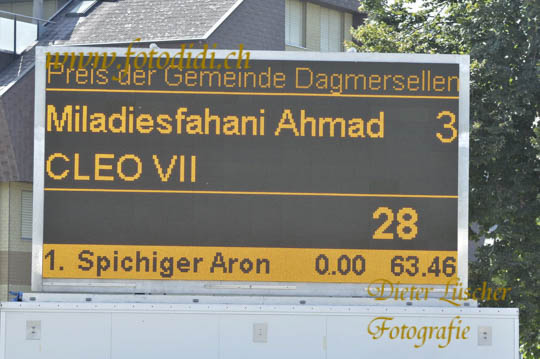 www.fotodidi.ch
Preis der Gemeinde Dagmersellen
Miladiesfahani Ahmad 3
CLEO VII
28
1. Spichiger Aron 0.00 63.46
Dieter Lüscher
Fotografie